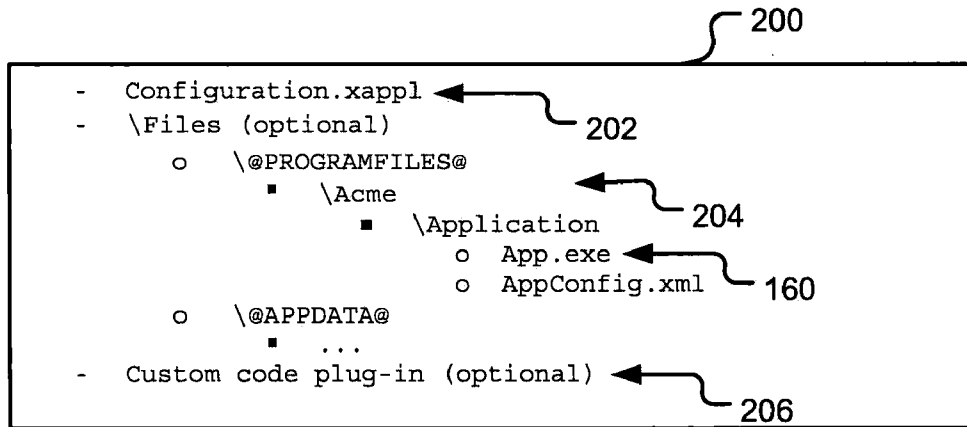 200
- Configuration.xappl
202
- \Files (optional)
o \@PROGRAMFILES@
■ \Acme
204
■ \Application
o App.exe
160
o AppConfig.xml
o \@APPDATA@
■ ...
- Custom code plug-in (optional)
206